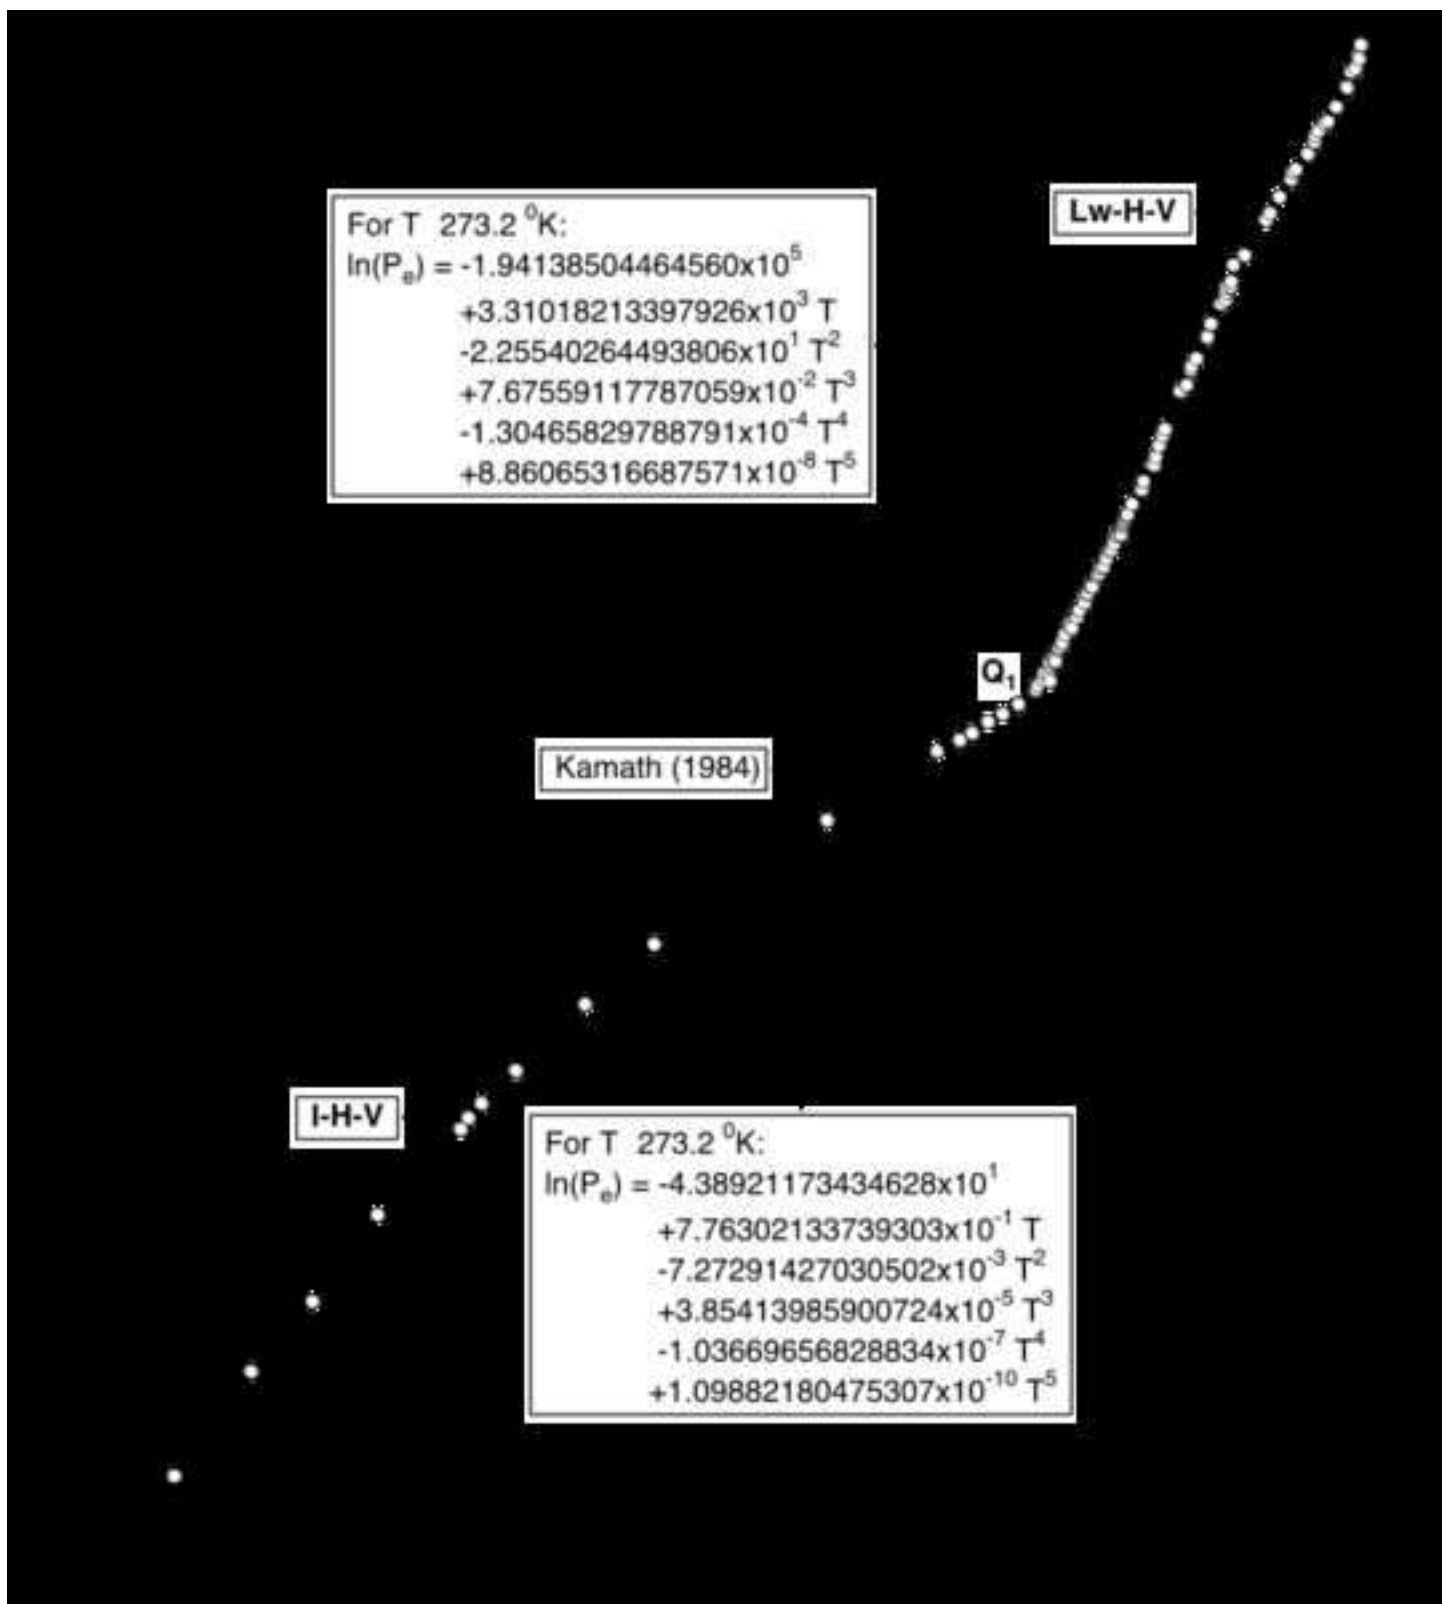 Lw-H-V
For T 273.2 ⁰K:
ln(Pₑ) = -1.94138504464560x10⁵
+3.31018213397926x10³ T
-2.25540264493806x10¹ T²
+7.67559117787059x10⁻² T³
-1.30465829788791x10⁻⁴ T⁴
+8.86065316687571x10⁻⁸ T⁵
Q₁
Kamath (1984)
I-H-V
For T 273.2 ⁰K:
ln(Pₑ) = -4.38921173434628x10¹
+7.76302133739303x10⁻¹ T
-7.27291427030502x10⁻³ T²
+3.85413985900724x10⁻⁵ T³
-1.03669656828834x10⁻⁷ T⁴
+1.09882180475307x10⁻¹⁰ T⁵